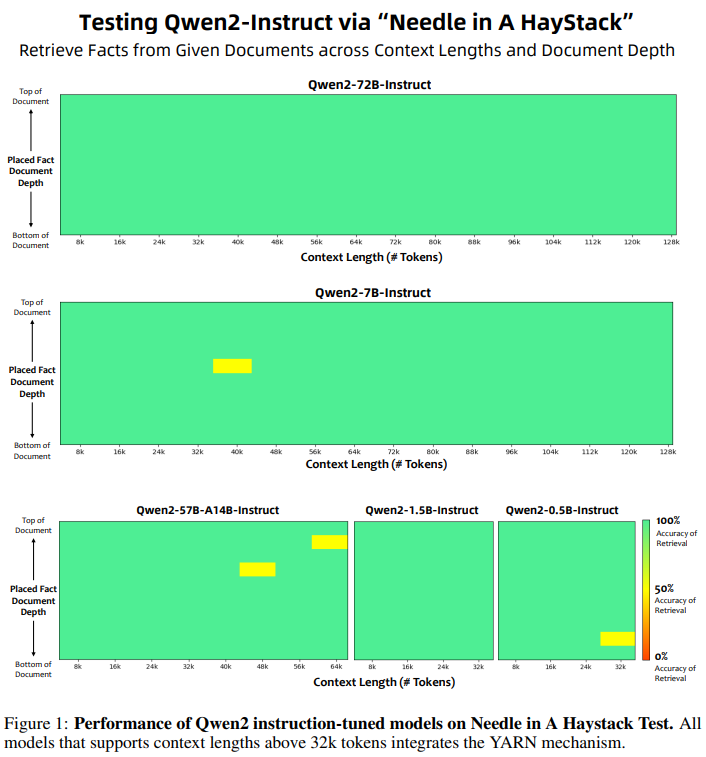 Testing Qwen2-Instruct via “Needle in A HayStack”
Retrieve Facts from Given Documents across Context Lengths and Document Depth
Qwen2-72B-Instruct
Top of
Document
Placed Fact
Document
Depth
Bottom of
Document
8k 16k 24k 32k 40k 48k 56k 64k 72k 80k 88k 96k 104k 112k 120k 128k
Context Length (# Tokens)
Qwen2-7B-Instruct
Top of
Document
Placed Fact
Document
Depth
Bottom of
Document
8k 16k 24k 32k 40k 48k 56k 64k 72k 80k 88k 96k 104k 112k 120k 128k
Context Length (# Tokens)
Qwen2-57B-A14B-Instruct Qwen2-1.5B-Instruct Qwen2-0.5B-Instruct
Top of
Document
Placed Fact
Document
Depth
Bottom of
Document
8k 16k 24k 32k 40k 48k 56k 64k 8k 16k 24k 32k 8k 16k 24k 32k
Context Length (# Tokens)
100%
Accuracy of
Retrieval
50%
Accuracy of
Retrieval
0%
Accuracy of
Retrieval
Figure 1: Performance of Qwen2 instruction-tuned models on Needle in A Haystack Test. All
models that supports context lengths above 32k tokens integrates the YARN mechanism.